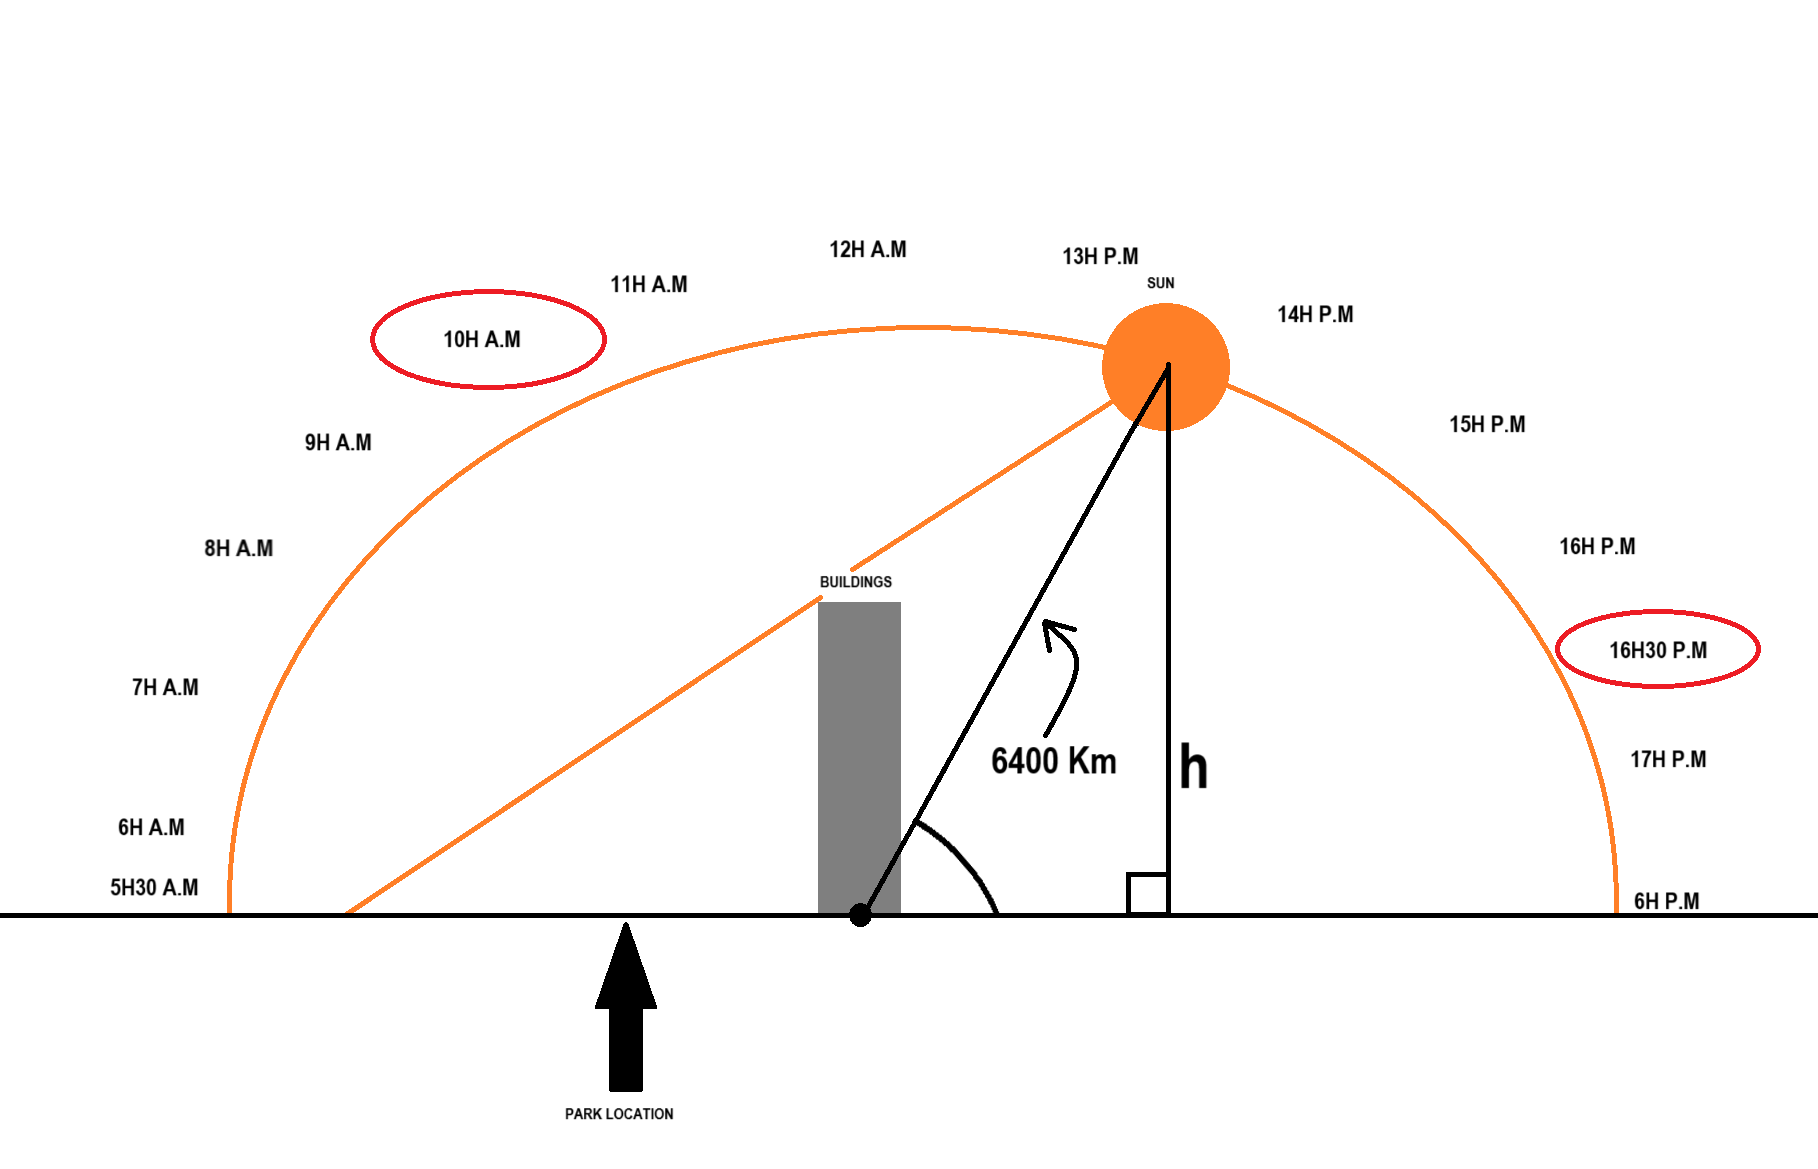 12H A.M
13H P.M
11H A.M
SUN
14H P.M
10H A.M
15H P.M
9H A.M
8H A.M
16H P.M
BUILDINGS
16H30 P.M
7H A.M
6400 Km
h
17H P.M
6H A.M
5H30 A.M
6H P.M
PARK LOCATION